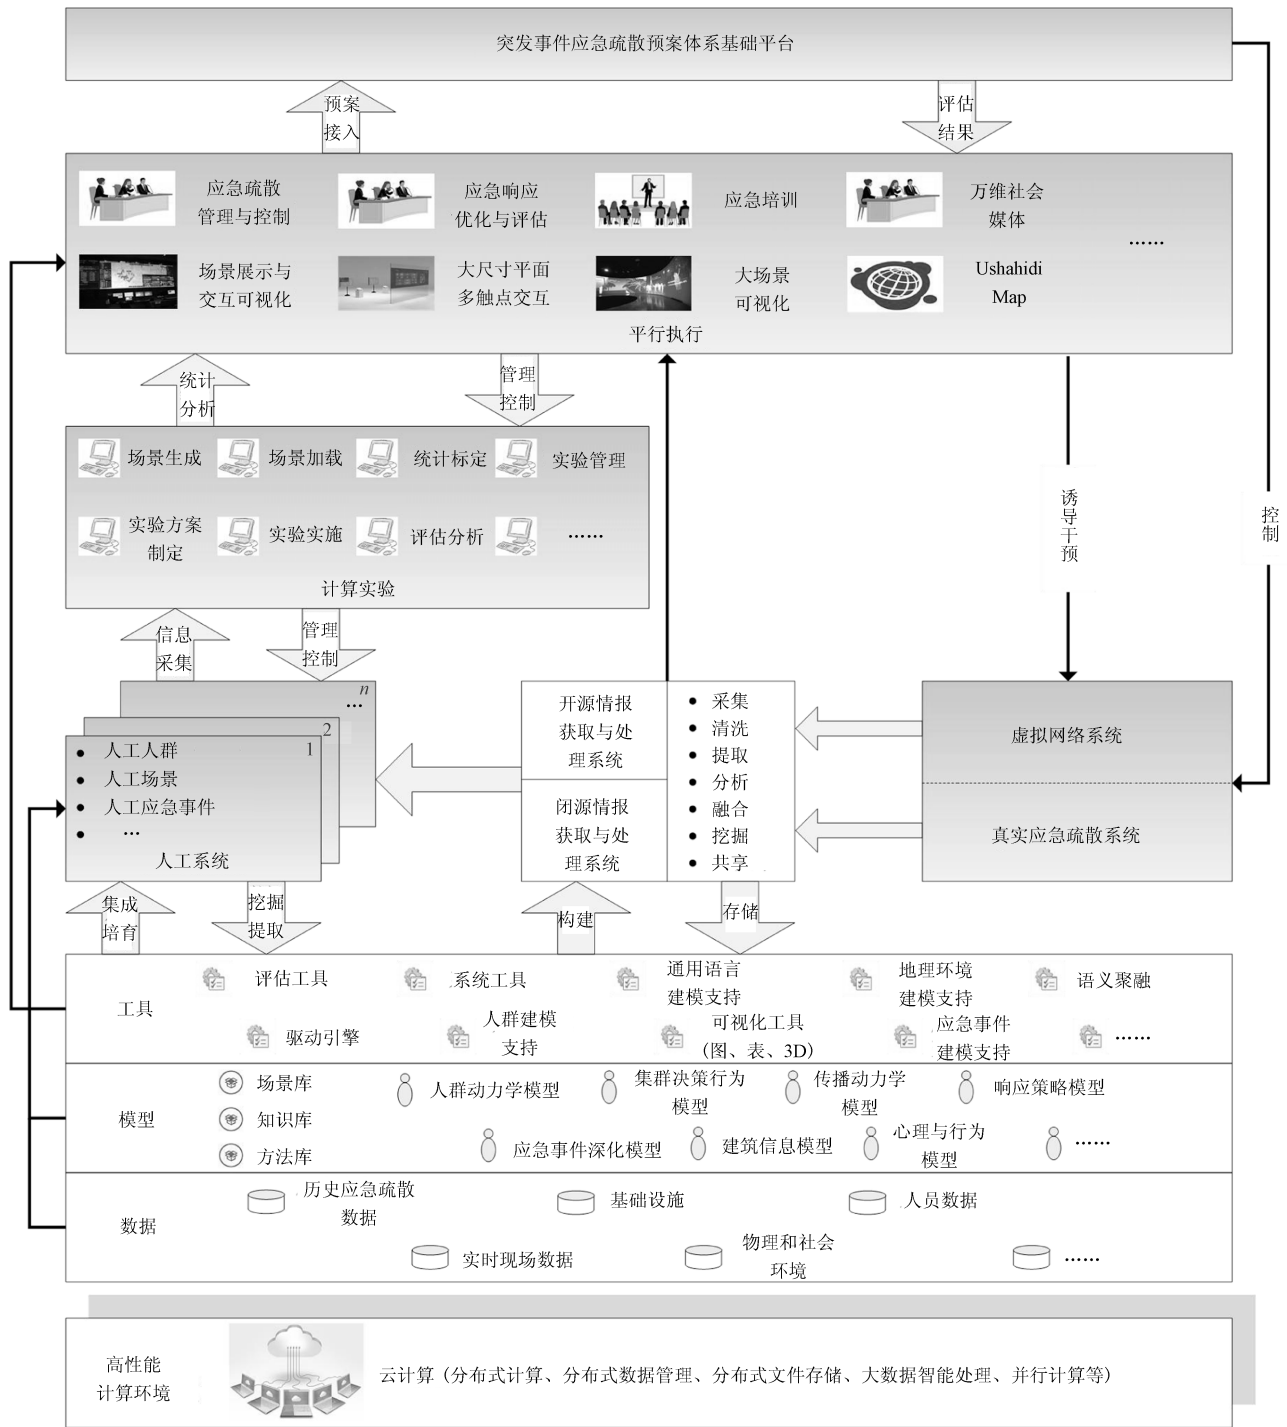 突发事件应急疏散预案体系基础平台
预案
接入
评估
结果
应急疏散
管理与控制
应急响应
优化与评估
应急培训
万维社会
媒体
……
场景展示与
交互可视化
大尺寸平面
多触点交互
大场景
可视化
Ushahidi
Map
平行执行
统计
分析
管理
控制
场景生成
场景加载
统计标定
实验管理
实验方案
制定
实验实施
评估分析
……
计算实验
诱导干预
控制
信息
采集
管理
控制
n
…
2
1
● 人工人群
● 人工场景
● 人工应急事件
● …
人工系统
开源情报
获取与处
理系统
闭源情报
获取与处
理系统
● 采集
● 清洗
● 提取
● 分析
● 融合
● 挖掘
● 共享
虚拟网络系统
真实应急疏散系统
集成
培育
挖掘
提取
构建
存储
工具
评估工具
系统工具
通用语言
建模支持
地理环境
建模支持
语义聚融
驱动引擎
人群建模
支持
可视化工具
(图、表、3D)
应急事件
建模支持
……
模型
场景库
知识库
方法库
人群动力学模型
集群决策行为
模型
传播动力学
模型
响应策略模型
应急事件深化模型
建筑信息模型
心理与行为
模型
……
数据
历史应急疏散
数据
基础设施
人员数据
实时现场数据
物理和社会
环境
……
高性能
计算环境
云计算 (分布式计算、分布式数据管理、分布式文件存储、大数据智能处理、并行计算等)